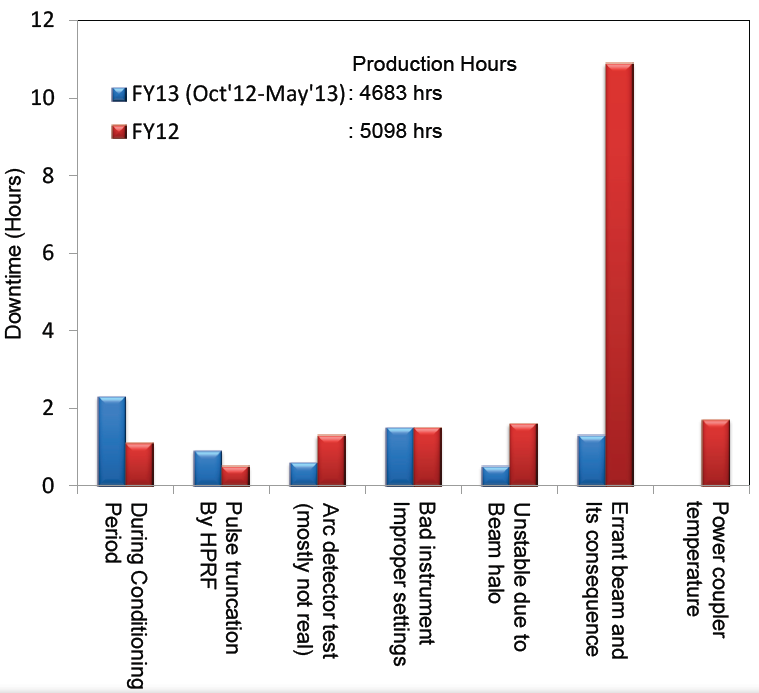 12
10
8
6
4
2
0
Downtime (Hours)
Production Hours
FY13 (Oct'12-May'13): 4683 hrs
FY12 : 5098 hrs
During Conditioning
Period
Pulse truncation
By HPRF
Arc detector test
(mostly not real)
Bad instrument
Improper settings
Unstable due to
Beam halo
Errant beam and
Its consequence
Power coupler
temperature